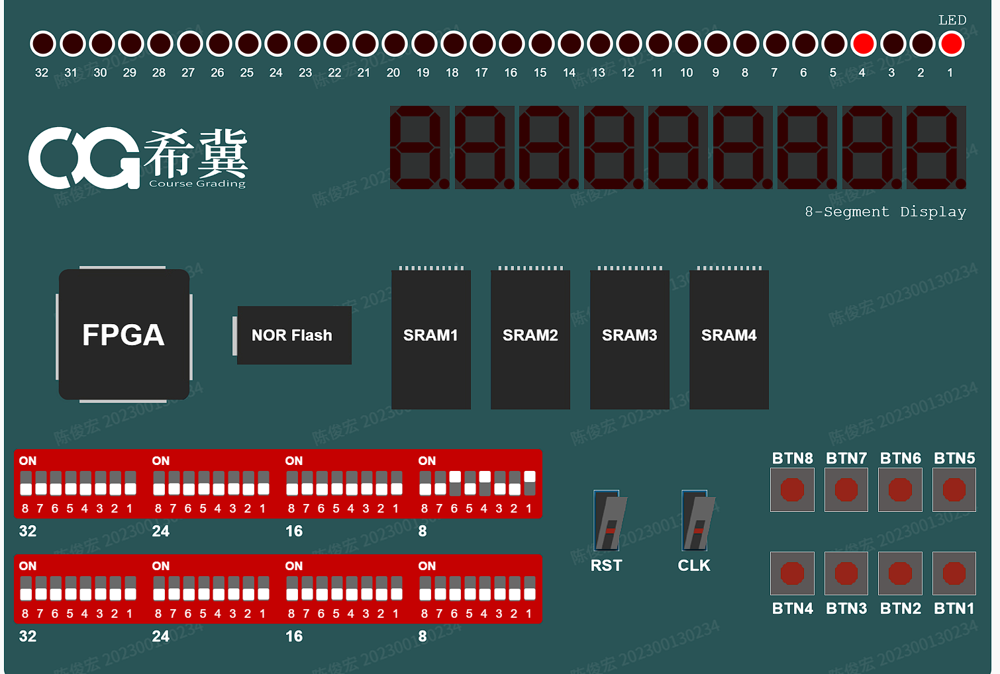 LED
32 31 30 29 28 27 26 25 24 23 22 21 20 19 18 17 16 15 14 13 12 11 10 9 8 7 6 5 4 3 2 1
CG希冀
Course Grading
8-Segment Display
FPGA
NOR Flash
SRAM1
SRAM2
SRAM3
SRAM4
ON ON ON ON
8 7 6 5 4 3 2 1 8 7 6 5 4 3 2 1 8 7 6 5 4 3 2 1 8 7 6 5 4 3 2 1
32 24 16 8
ON ON ON ON
8 7 6 5 4 3 2 1 8 7 6 5 4 3 2 1 8 7 6 5 4 3 2 1 8 7 6 5 4 3 2 1
32 24 16 8
RST
CLK
BTN8 BTN7 BTN6 BTN5
BTN4 BTN3 BTN2 BTN1
陈俊宏 202300130234